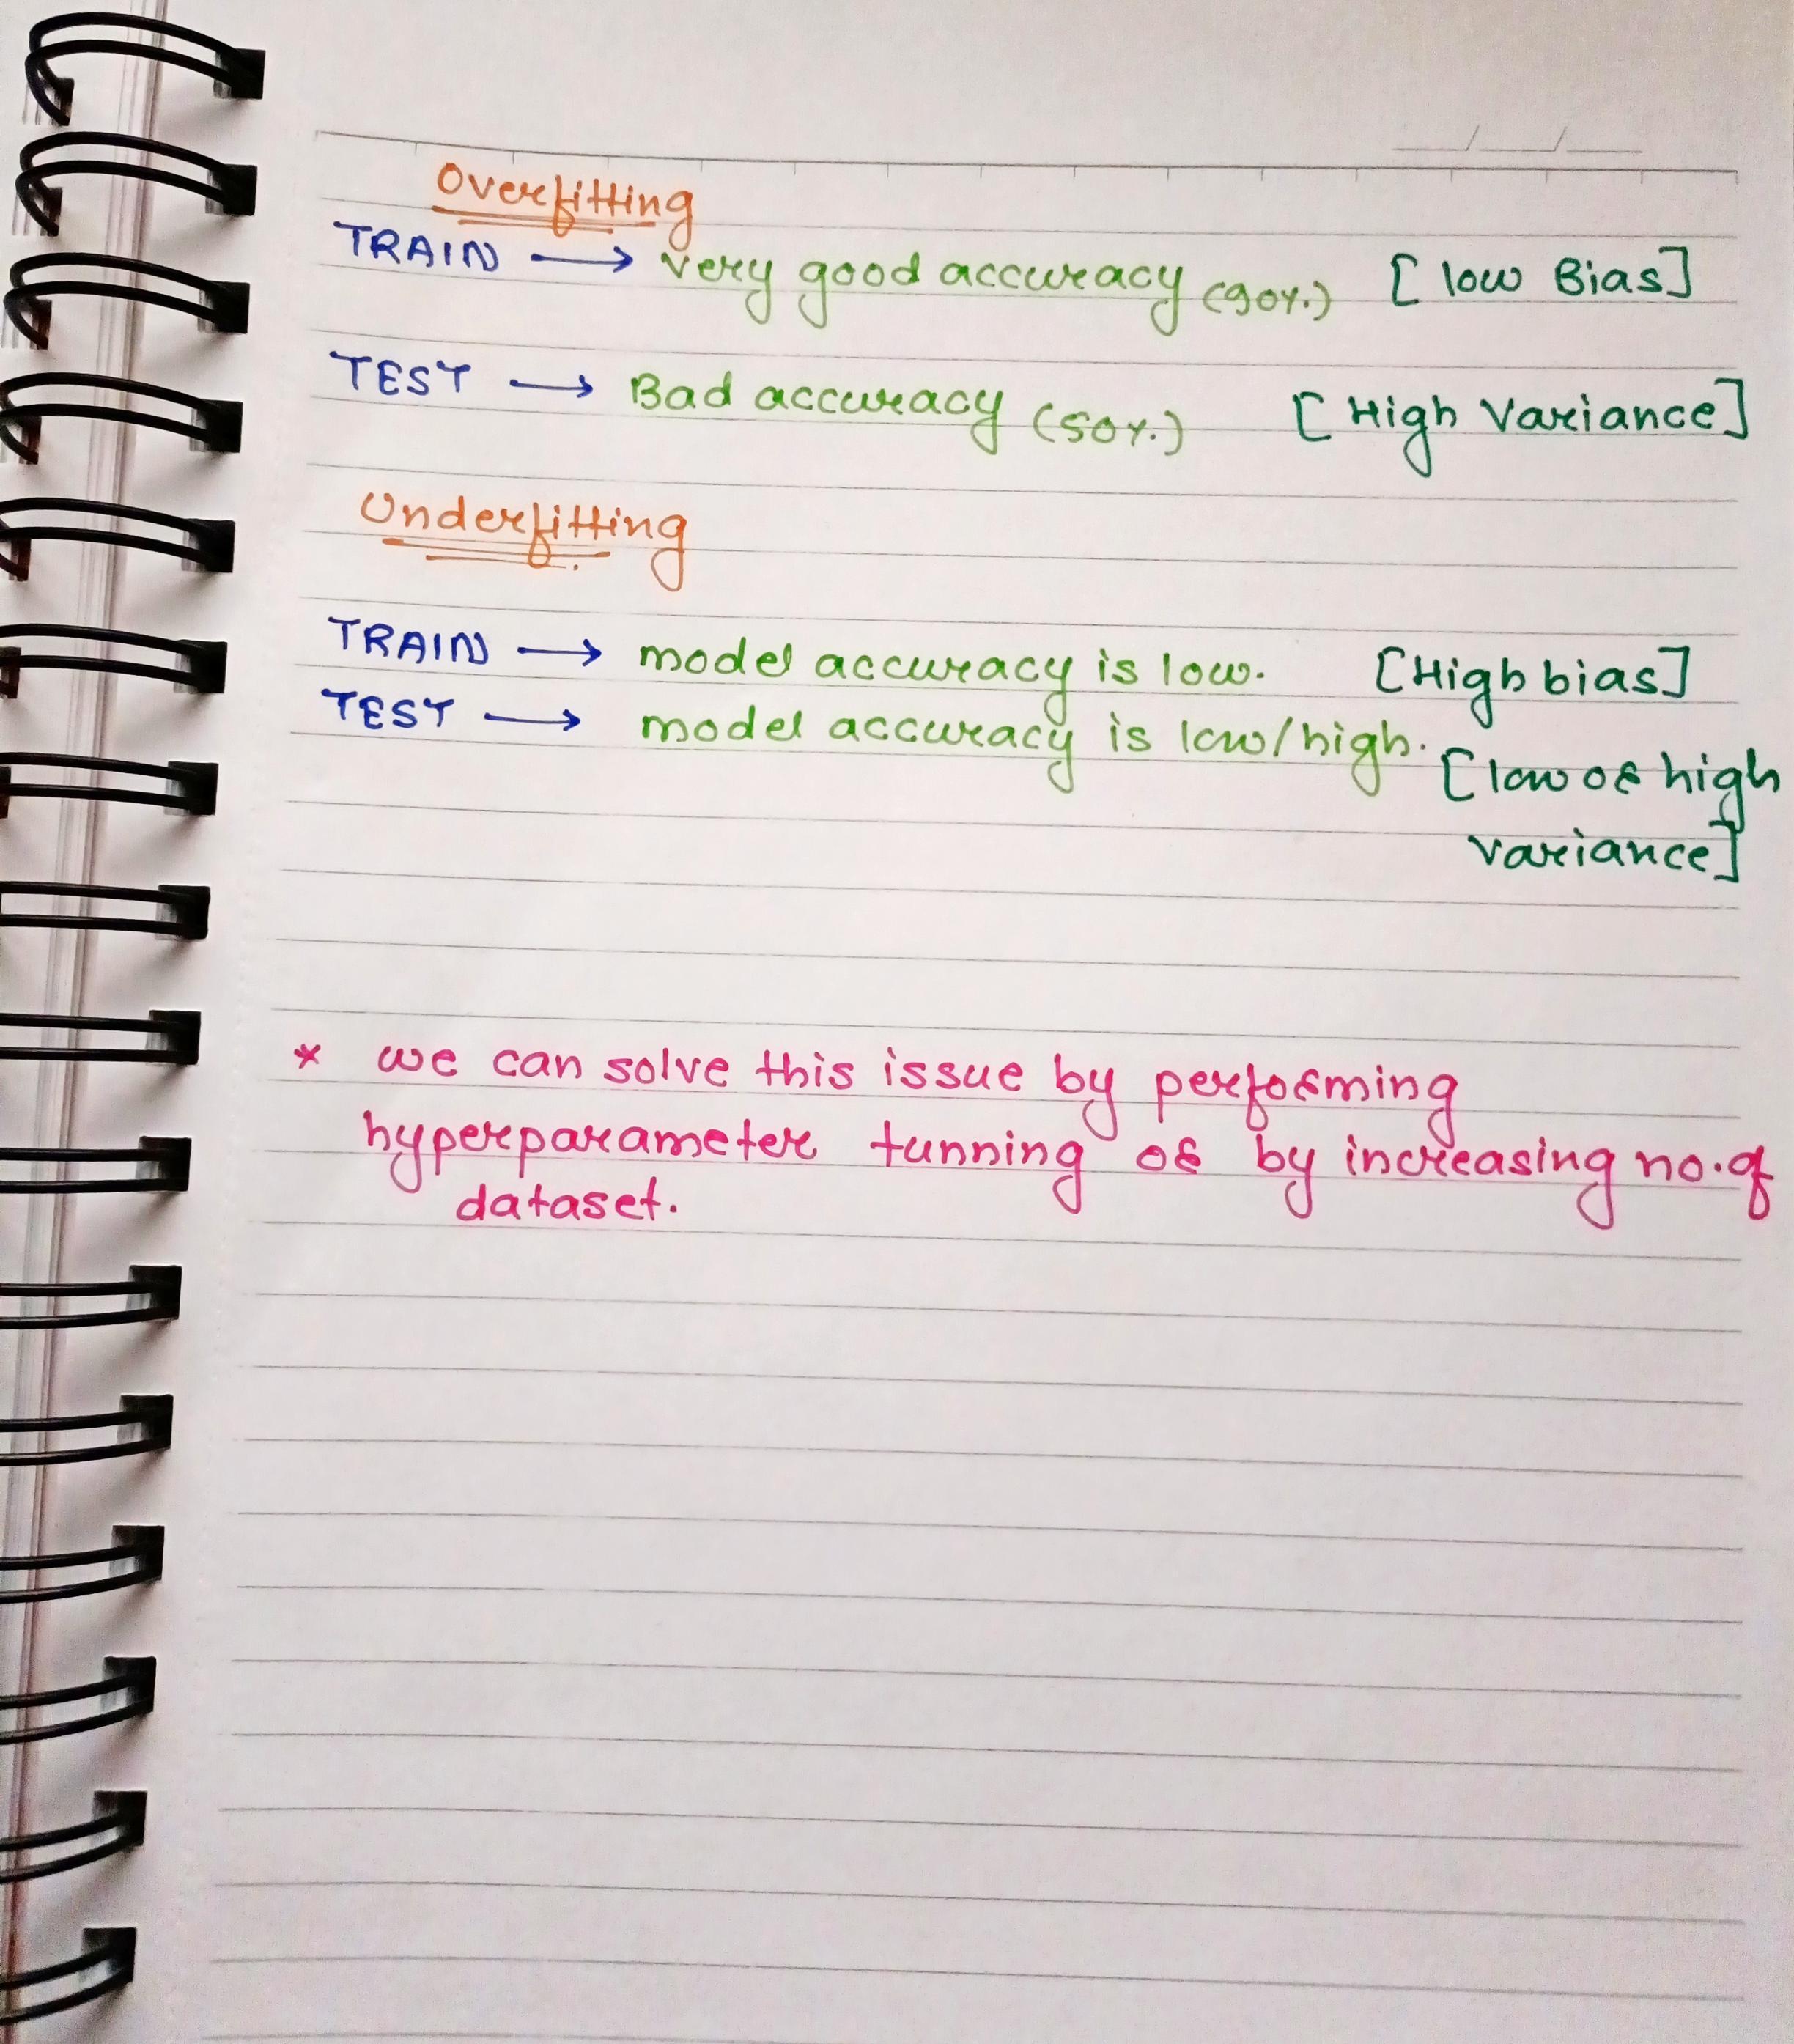 Overfitting
TRAIN → very good accuracy (90%) [low Bias]
TEST → Bad accuracy (50%) [High Variance]
Underfitting
TRAIN → model accuracy is low. [High bias]
TEST → model accuracy is low/high. [low or high
variance]
* we can solve this issue by performing
hyperparameter tunning or by increasing no. of
dataset.